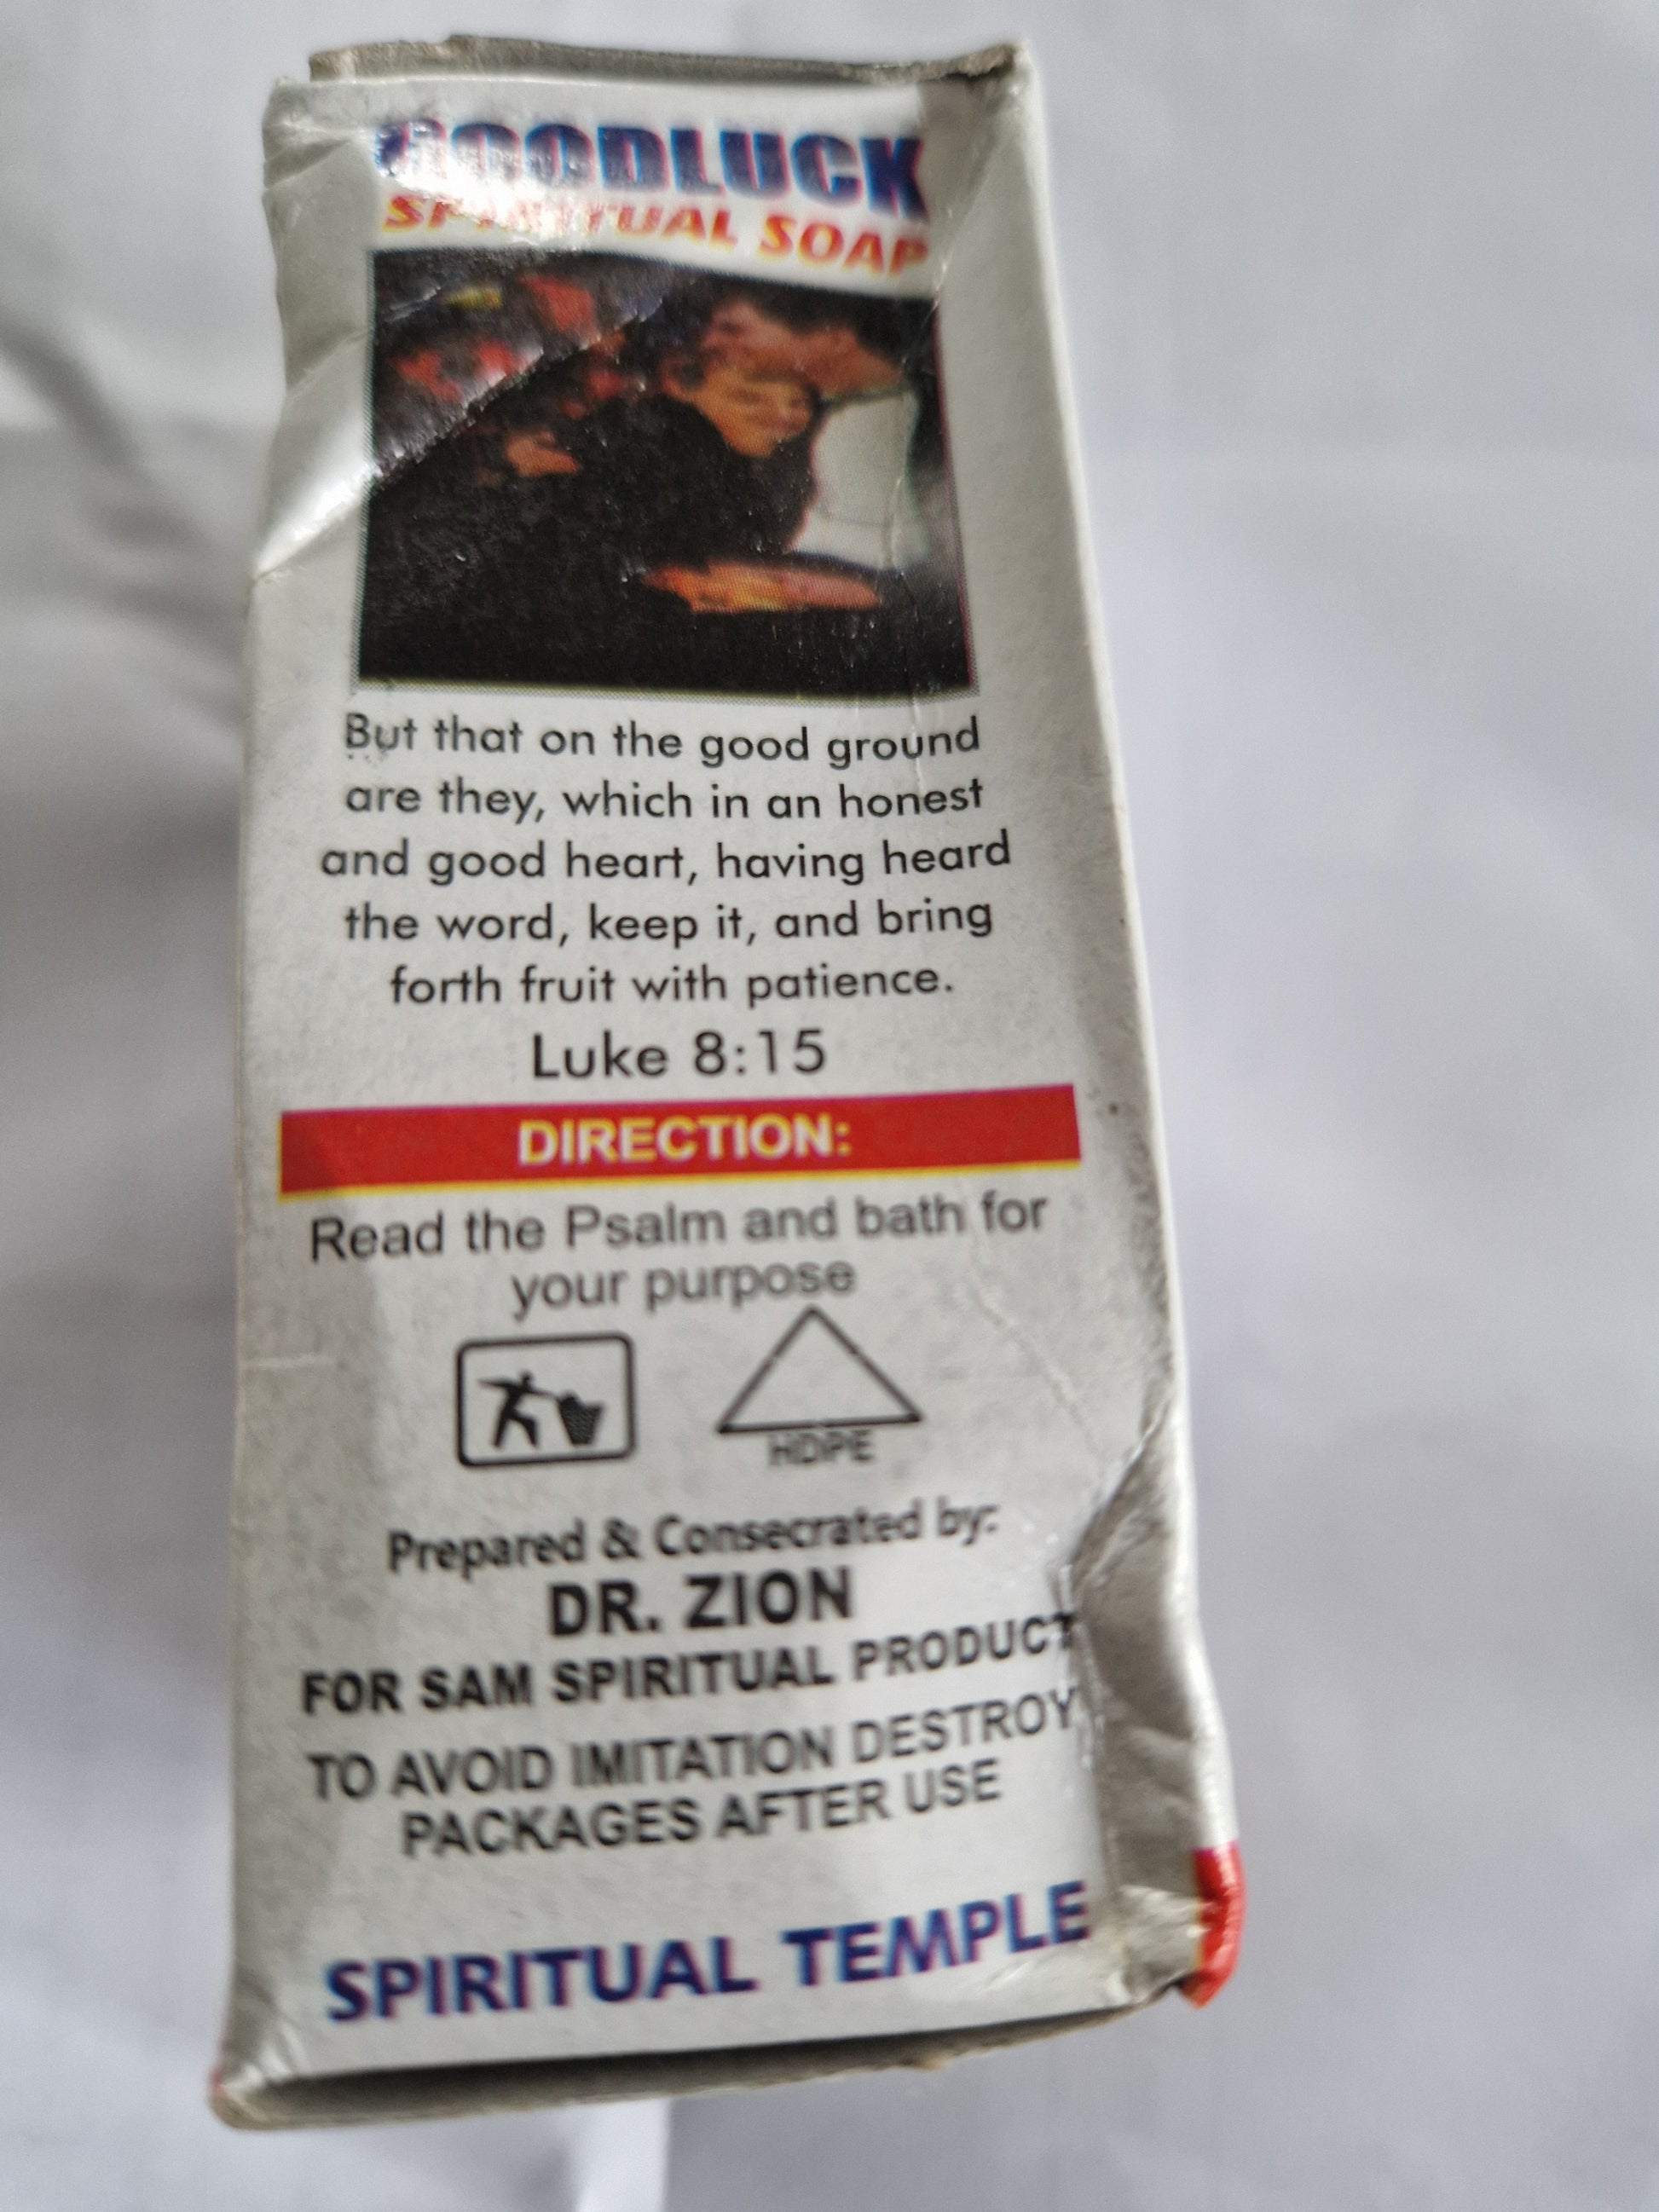 GOODLUCK
SPIRITUAL SOAP
But that on the good ground
are they, which in an honest
and good heart, having heard
the word, keep it, and bring
forth fruit with patience.
Luke 8:15
DIRECTION:
Read the Psalm and bath for
your purpose
HDPE
Prepared & Consecrated by:
DR. ZION
FOR SAM SPIRITUAL PRODUCT
TO AVOID IMITATION DESTROY
PACKAGES AFTER USE
SPIRITUAL TEMPLE